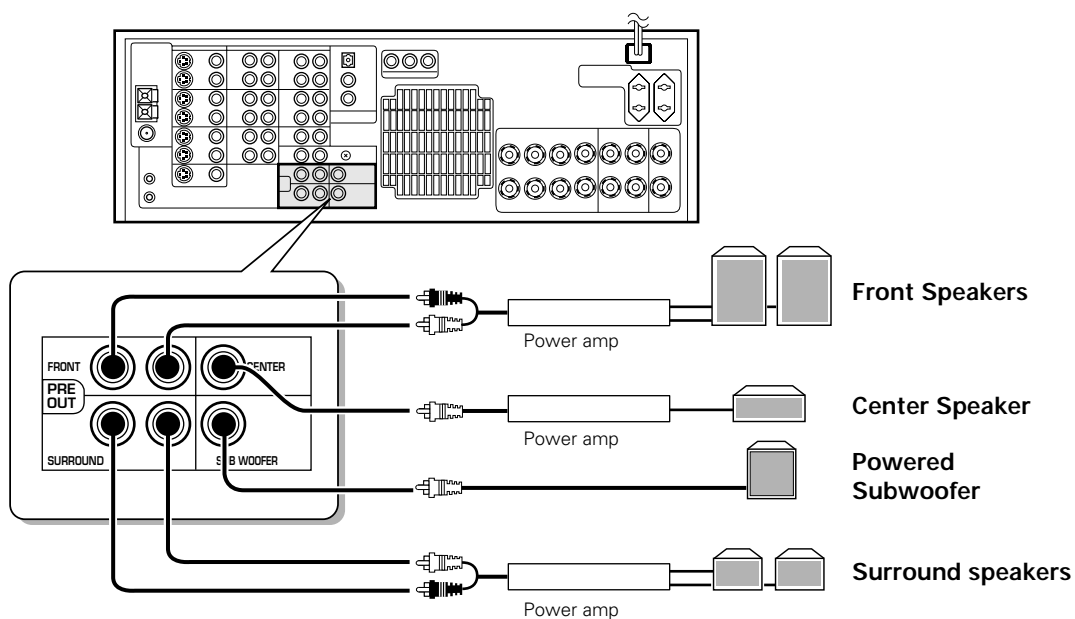 Front Speakers
Power amp
FRONT
CENTER
PRE
OUT
Center Speaker
Power amp
SURROUND
SUB WOOFER
Powered
Subwoofer
Surround speakers
Power amp